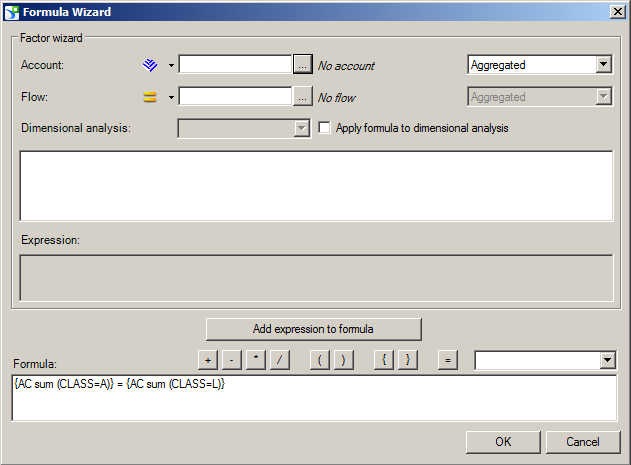 Formula Wizard
Factor wizard
Account: ... No account Aggregated
Flow: ... No flow Aggregated
Dimensional analysis: Apply formula to dimensional analysis
Expression:
Add expression to formula
Formula: + - * / ( ) { } =
{AC sum (CLASS=A)} = {AC sum (CLASS=L)}
OK Cancel